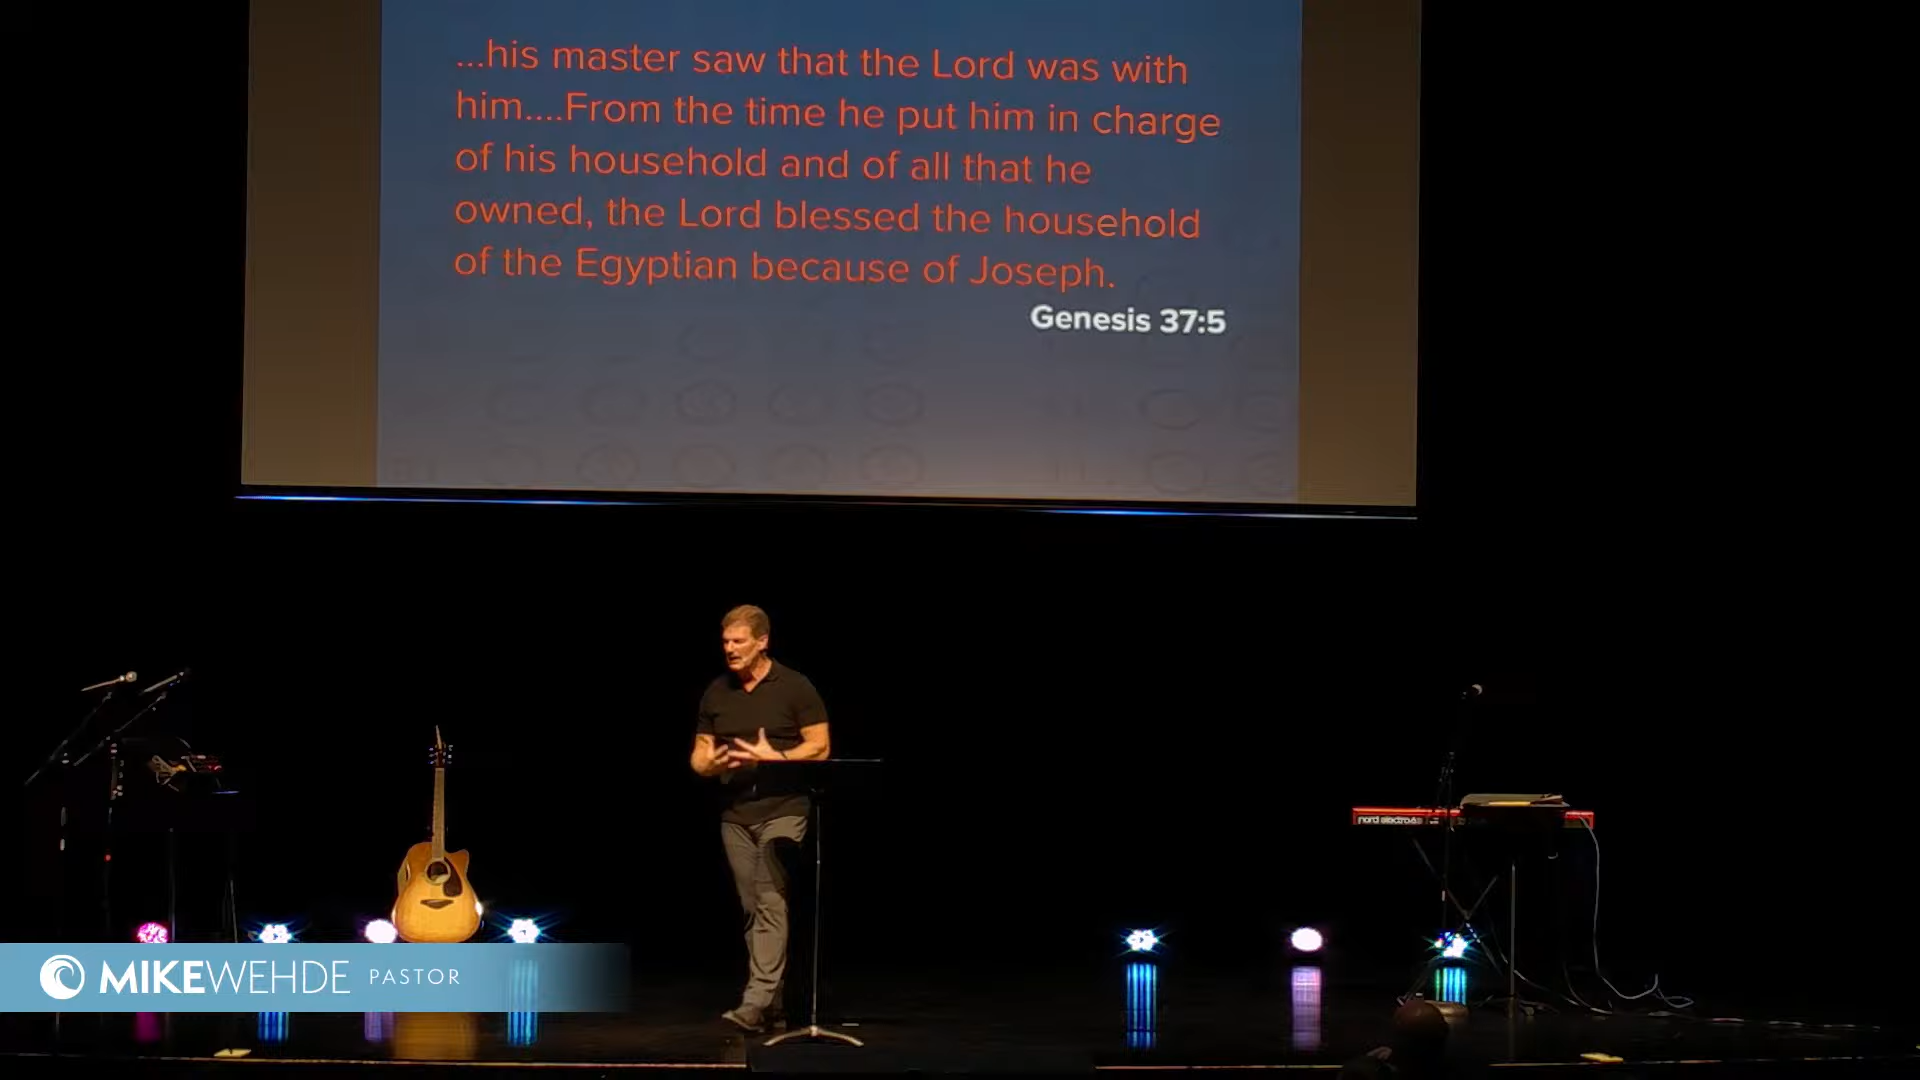 ...his master saw that the Lord was with
him....From the time he put him in charge
of his household and of all that he
owned, the Lord blessed the household
of the Egyptian because of Joseph.
Genesis 37:5
nord electro
MIKEWEHDE PASTOR